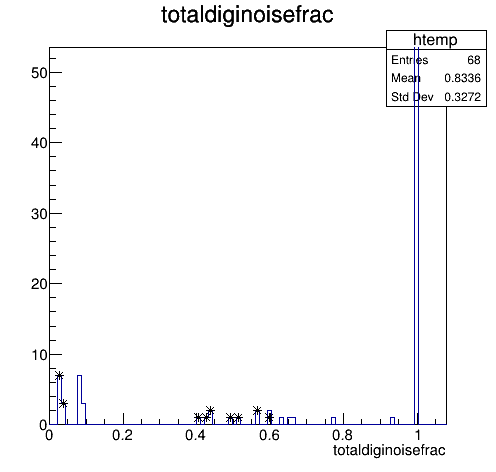 totaldiginoisefrac
htemp
Entries 68
Mean 0.8336
Std Dev 0.3272
50
40
30
20
10
0
0 0.2 0.4 0.6 0.8 1
totaldiginoisefrac